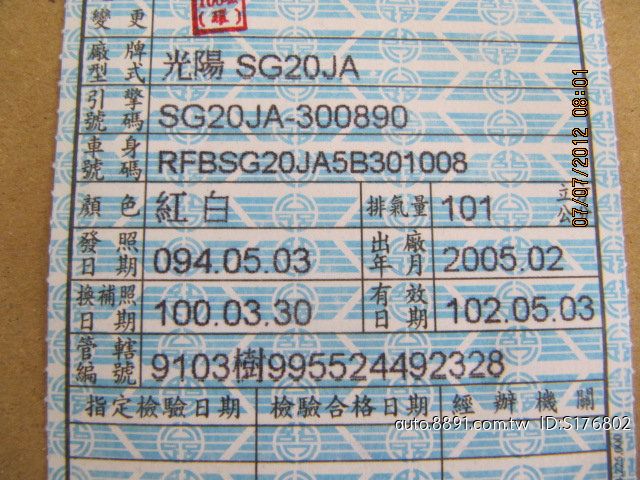 變更
廠牌型式 光陽 SG20JA
引擎號碼 SG20JA-300890
車身號碼 RFBSG20JA5B301008
顏色 紅白 排氣量 101 立
發照日期 094.05.03 出廠年月 2005.02
換補照日期 100.03.30 有效日期 102.05.03
管轄編號 9103樹995524492328
指定檢驗日期 檢驗合格日期 經辦機關
07/07/2012 08:01
auto.8891.com.tw ID:S176802